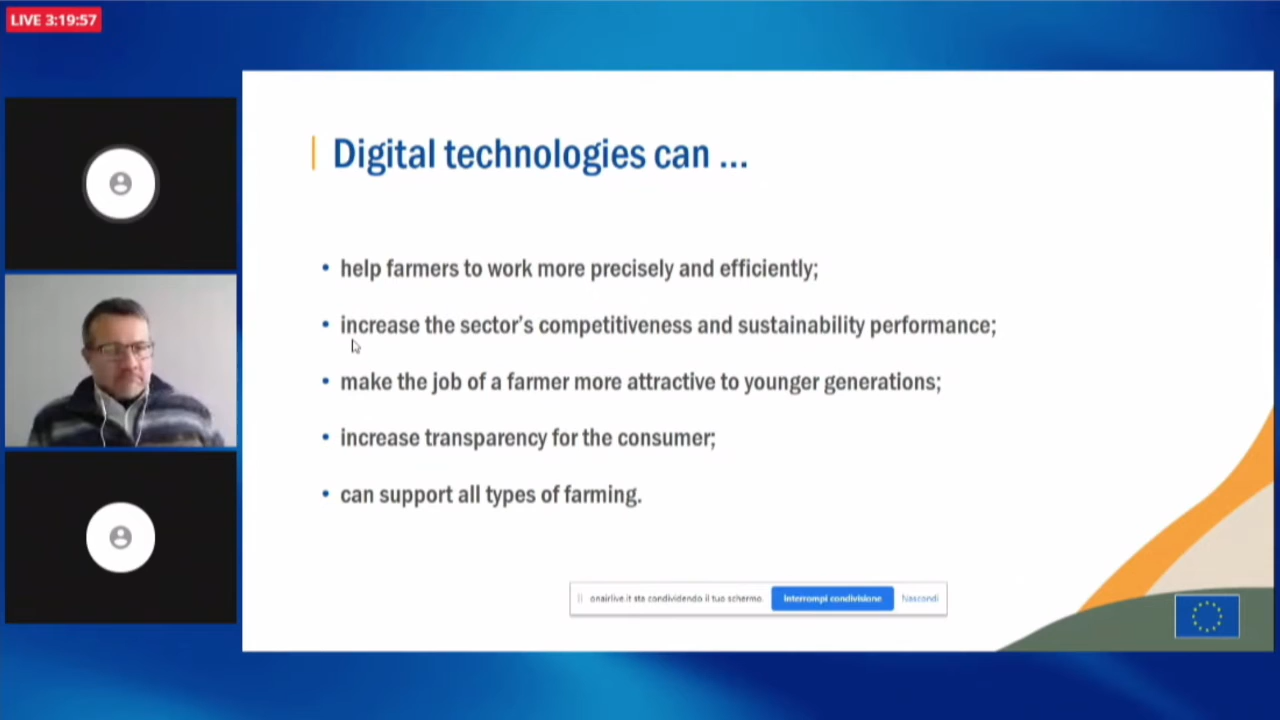 LIVE 3:19:57
Digital technologies can ...
• help farmers to work more precisely and efficiently;
• increase the sector's competitiveness and sustainability performance;
• make the job of a farmer more attractive to younger generations;
• increase transparency for the consumer;
• can support all types of farming.
onairlive.it sta condividendo il tuo schermo. Interrompi condivisione Nascondi